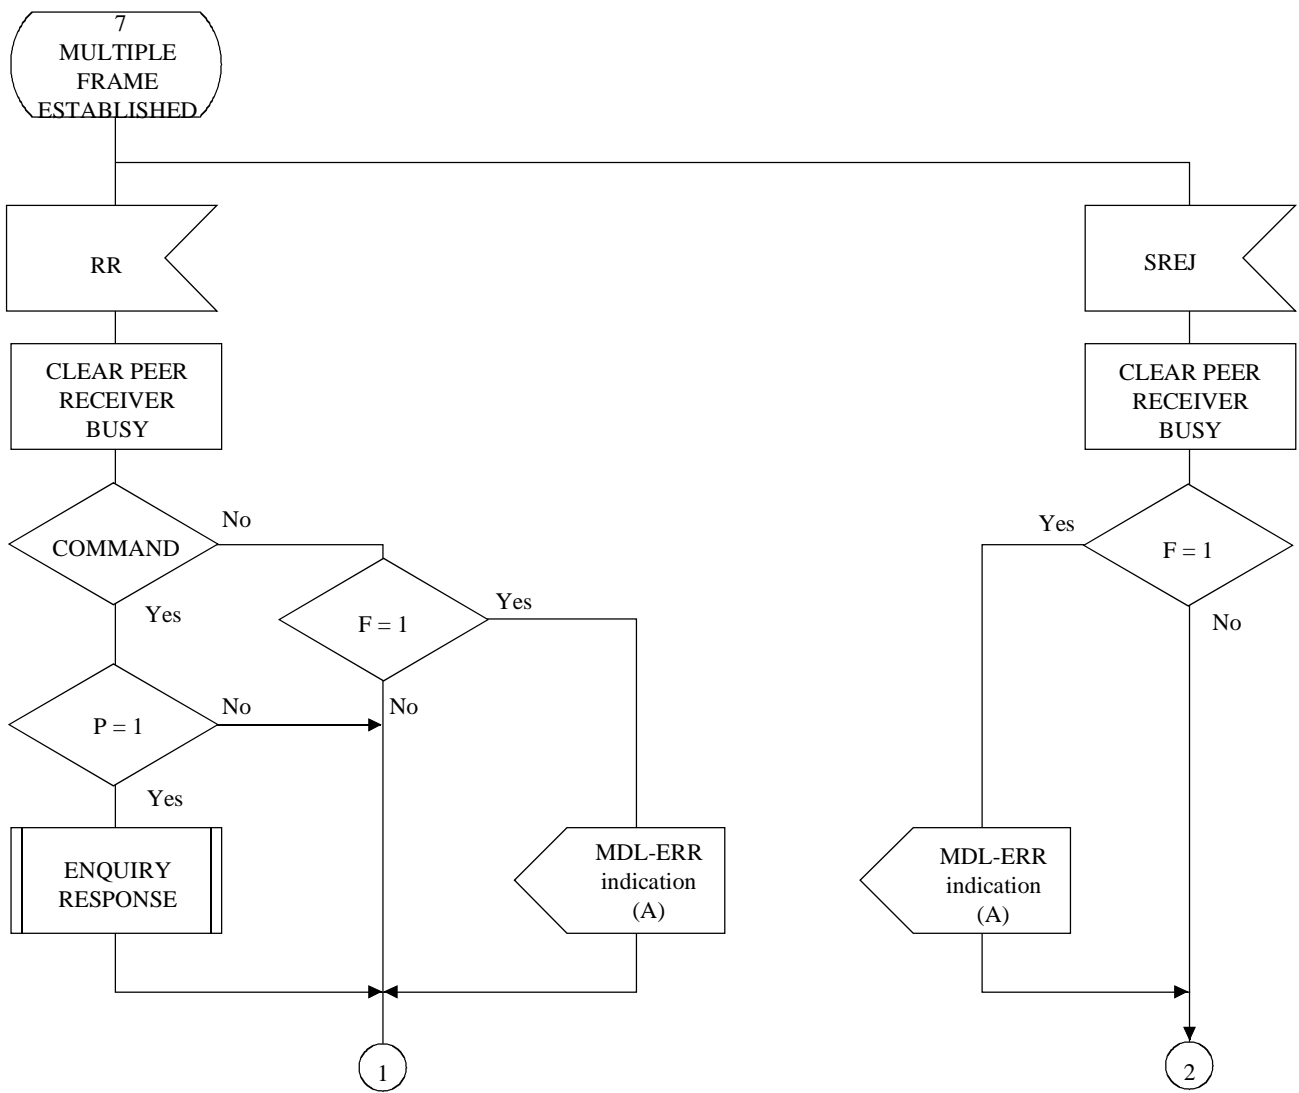 7
MULTIPLE
FRAME
ESTABLISHED
RR
SREJ
CLEAR PEER
RECEIVER
BUSY
CLEAR PEER
RECEIVER
BUSY
COMMAND
No
Yes
F = 1
Yes
No
Yes
F = 1
No
P = 1
No
Yes
ENQUIRY
RESPONSE
MDL-ERR
indication
(A)
MDL-ERR
indication
(A)
1
2